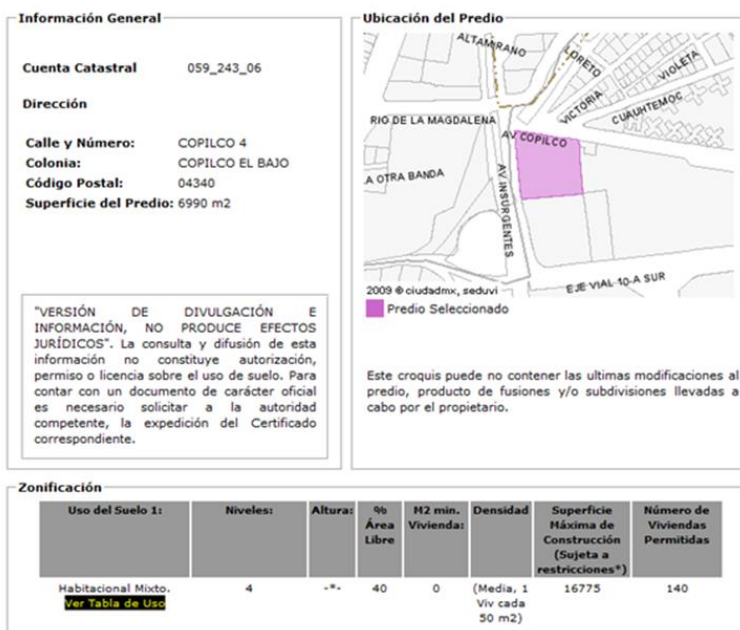 Información General
Cuenta Catastral 059_243_06
Dirección
Calle y Número: COPILCO 4
Colonia: COPILCO EL BAJO
Código Postal: 04340
Superficie del Predio: 6990 m2
"VERSIÓN DE DIVULGACIÓN E
INFORMACIÓN, NO PRODUCE EFECTOS
JURÍDICOS". La consulta y difusión de esta
información no constituye autorización,
permiso o licencia sobre el uso de suelo. Para
contar con un documento de carácter oficial
es necesario solicitar a la autoridad
competente, la expedición del Certificado
correspondiente.
Ubicación del Predio
ALTAMIRANO
LORETO
VIOLETA
VICTORIA
CUAUHTEMOC
RIO DE LA MAGDALENA
AV COPILCO
LA OTRA BANDA
AV. INSURGENTES
EJE VIAL 10-A SUR
2009 © ciudadmx, seduvi
Predio Seleccionado
Este croquis puede no contener las ultimas modificaciones al
predio, producto de fusiones y/o subdivisiones llevadas a
cabo por el propietario.
Zonificación
Uso del Suelo 1: Niveles: Altura: % Área Libre M2 min. Vivienda: Densidad Superficie Máxima de Construcción (Sujeta a restricciones*) Número de Viviendas Permitidas
Habitacional Mixto. 4 -*- 40 0 (Media, 1 Viv cada 50 m2) 16775 140
Ver Tabla de Uso